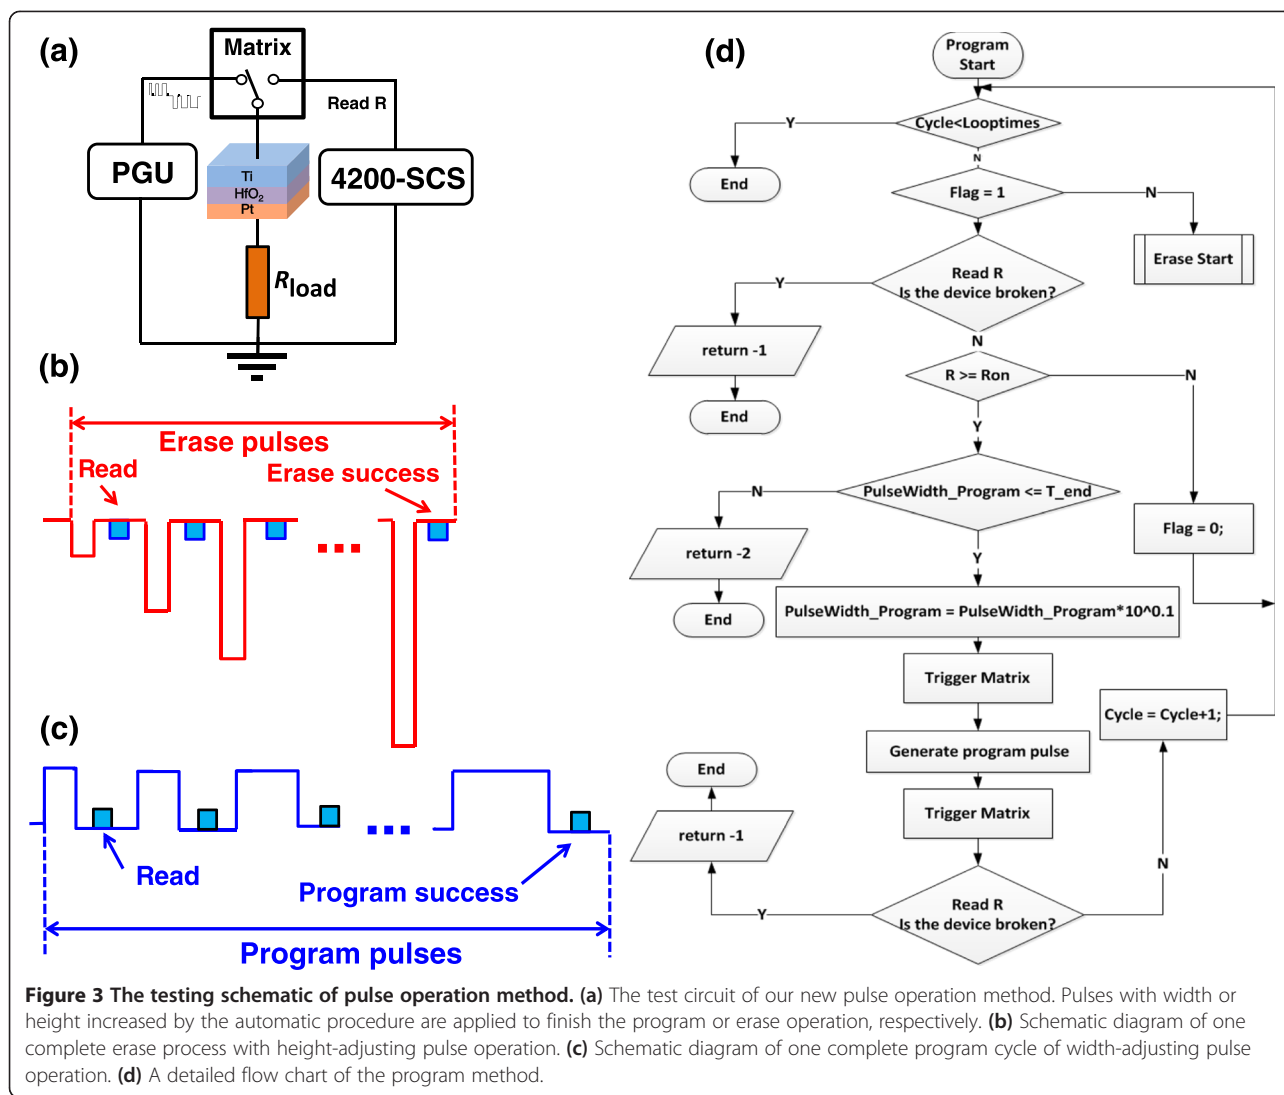 (a)
Matrix
Read R
PGU
4200-SCS
Ti
HfO2
Pt
Rload
(b)
Erase pulses
Read
Erase success
(c)
Read
Program success
Program pulses
(d)
Program
Start
Cycle<Looptimes
Y
N
End
Flag = 1
N
Erase Start
Read R
Is the device broken?
Y
return -1
End
N
R >= Ron
N
Y
PulseWidth_Program <= T_end
N
Flag = 0;
return -2
End
Y
PulseWidth_Program = PulseWidth_Program*10^0.1
Trigger Matrix
Cycle = Cycle+1;
Generate program pulse
End
Trigger Matrix
return -1
N
Read R
Is the device broken?
Y
Figure 3 The testing schematic of pulse operation method. (a) The test circuit of our new pulse operation method. Pulses with width or
height increased by the automatic procedure are applied to finish the program or erase operation, respectively. (b) Schematic diagram of one
complete erase process with height-adjusting pulse operation. (c) Schematic diagram of one complete program cycle of width-adjusting pulse
operation. (d) A detailed flow chart of the program method.